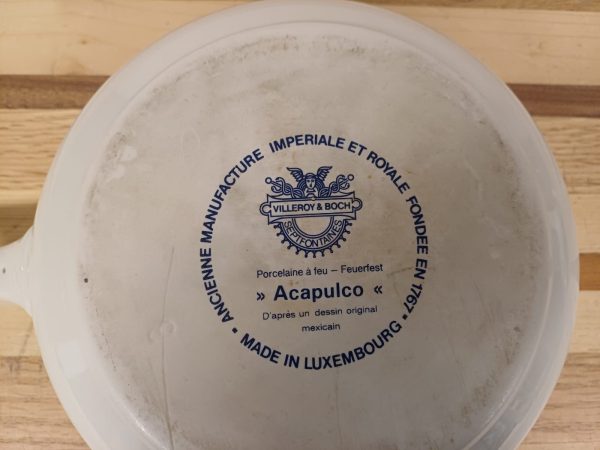 ANCIENNE MANUFACTURE IMPERIALE ET ROYALE FONDEE EN 1767 •
VILLEROY & BOCH
SEPTFONTAINES
Porcelaine à feu – Feuerfest
» Acapulco «
D'après un dessin original
mexicain
• MADE IN LUXEMBOURG •